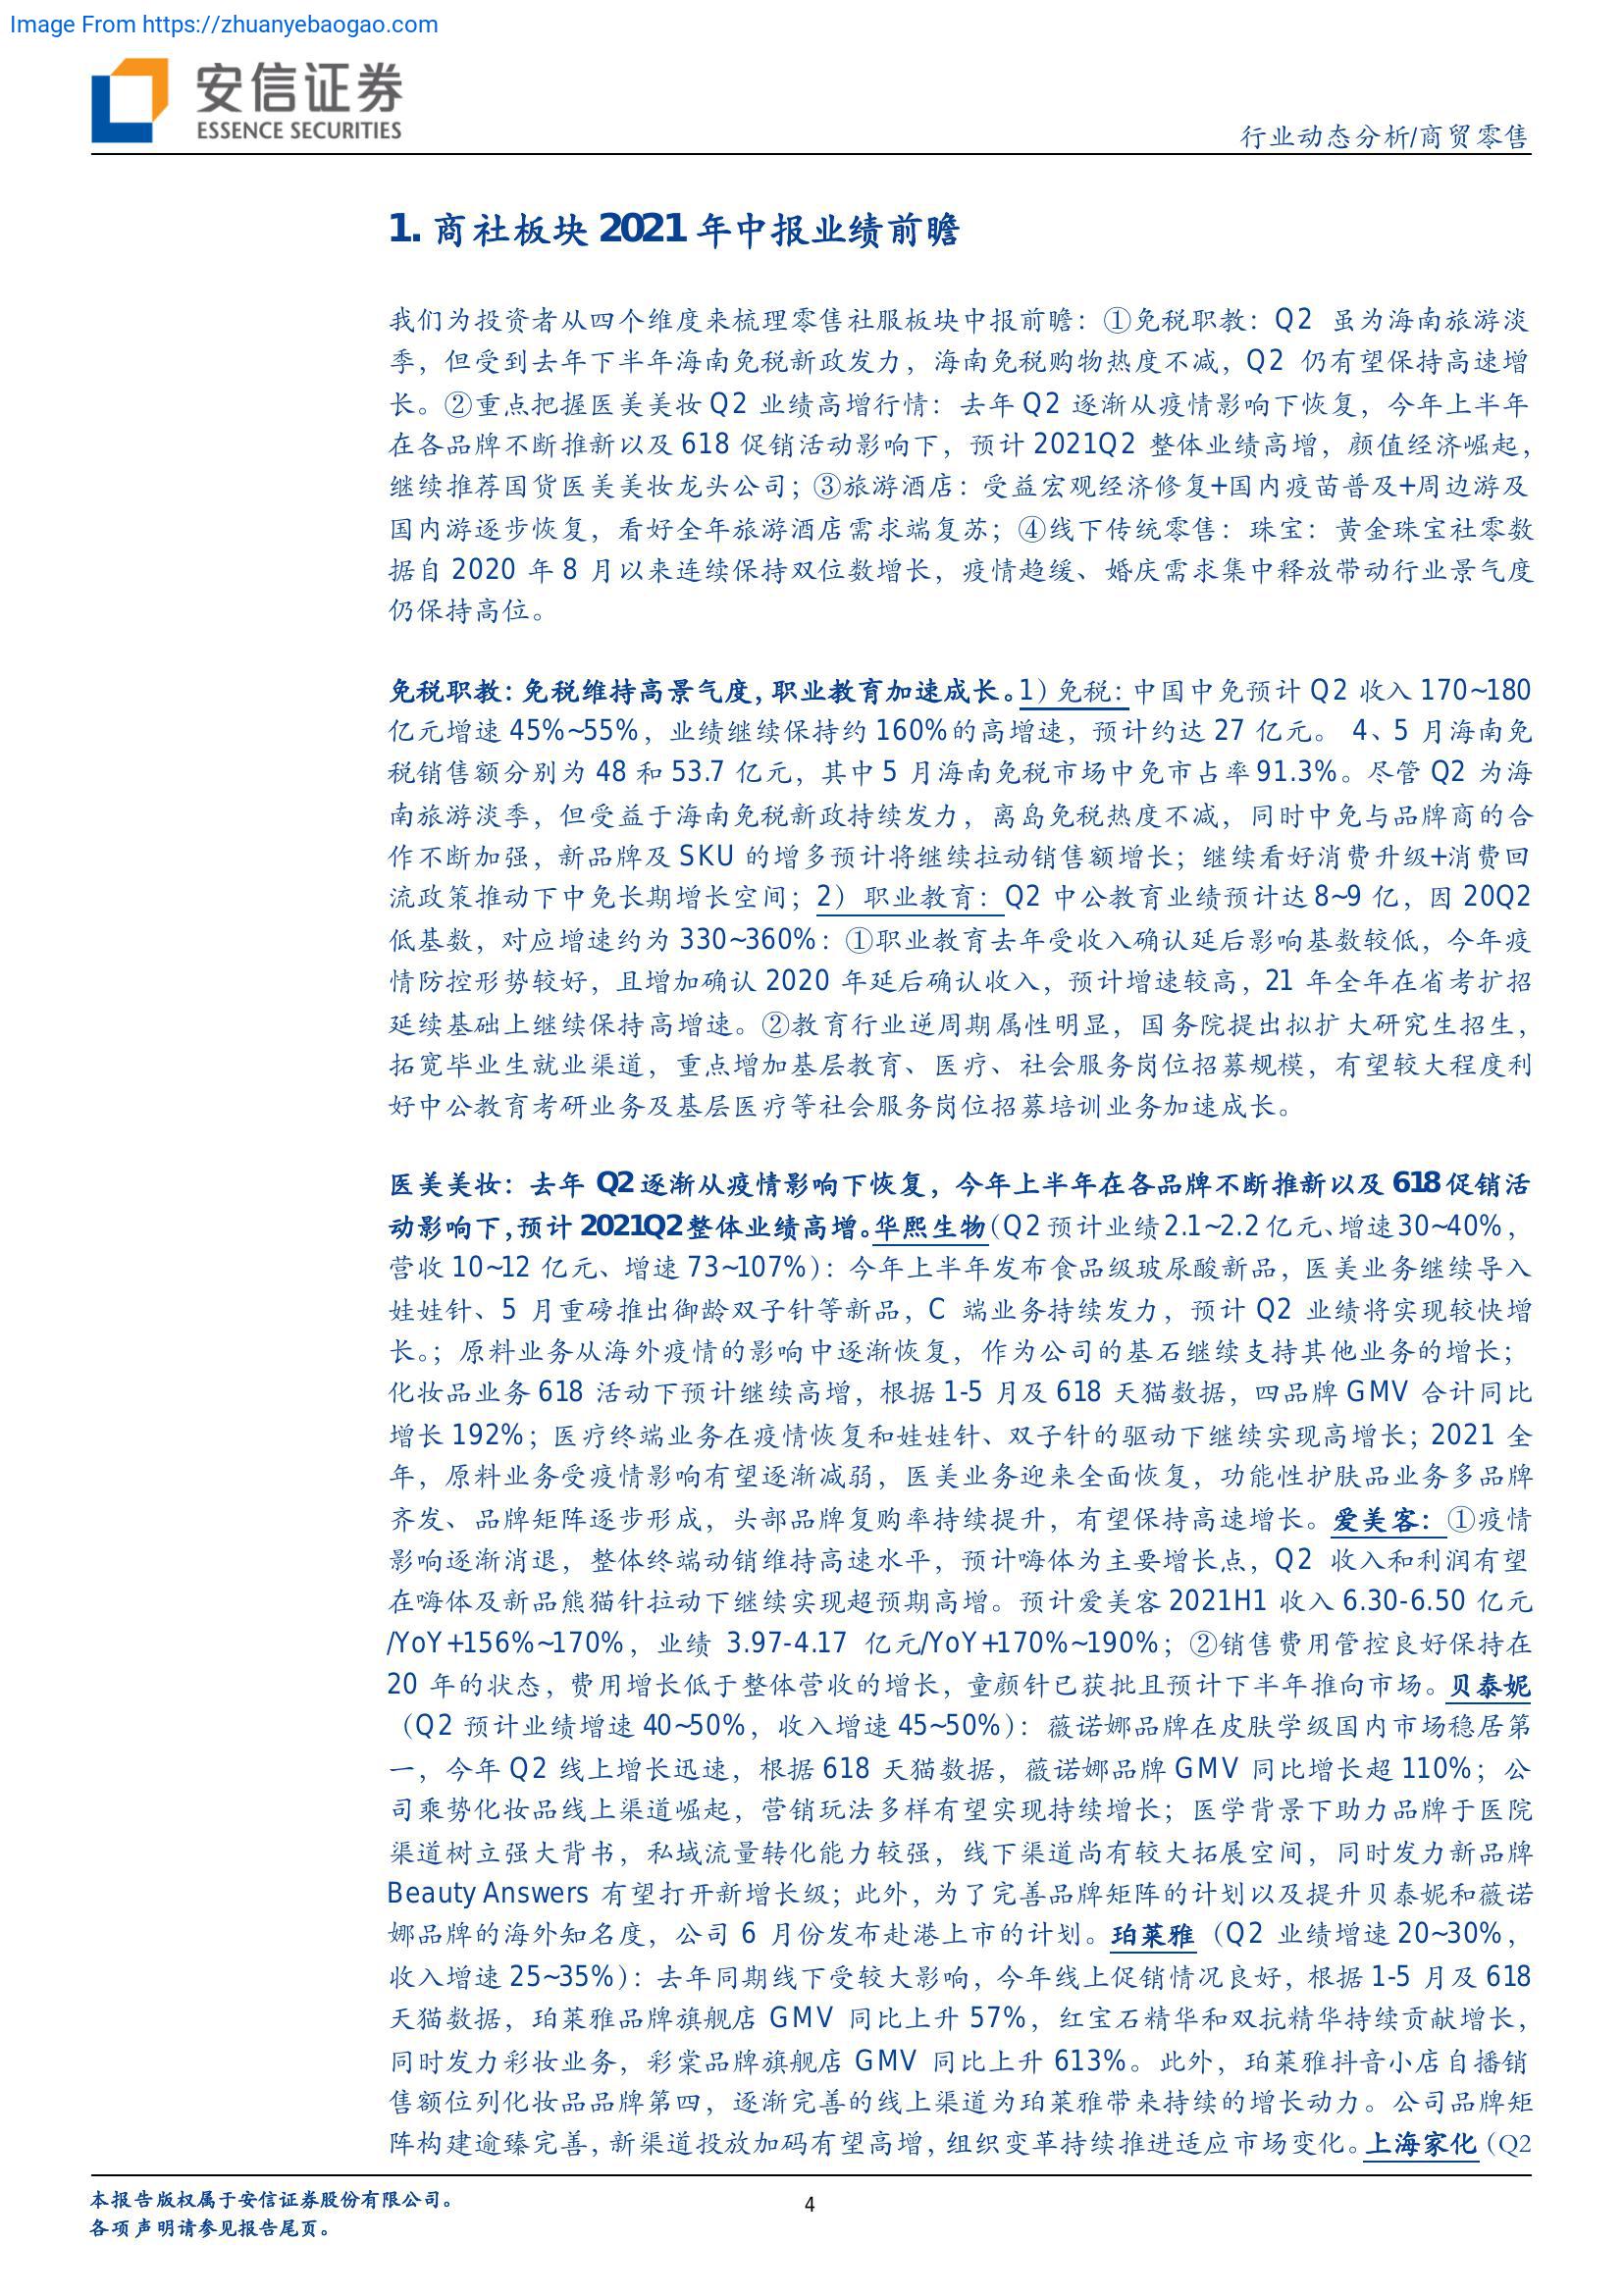 Image From https://zhuanyebaogao.com
安信证券
ESSENCE SECURITIES
行业动态分析/商贸零售
1. 商社板块 2021 年中报业绩前瞻
我们为投资者从四个维度来梳理零售社服板块中报前瞻：①免税职教：Q2 虽为海南旅游淡
季，但受到去年下半年海南免税新政发力，海南免税购物热度不减，Q2 仍有望保持高速增
长。②重点把握医美美妆 Q2 业绩高增行情：去年 Q2 逐渐从疫情影响下恢复，今年上半年
在各品牌不断推新以及 618 促销活动影响下，预计 2021Q2 整体业绩高增，颜值经济崛起，
继续推荐国货医美美妆龙头公司；③旅游酒店：受益宏观经济修复+国内疫苗普及+周边游及
国内游逐步恢复，看好全年旅游酒店需求端复苏；④线下传统零售：珠宝：黄金珠宝社零数
据自 2020 年 8 月以来连续保持双位数增长，疫情趋缓、婚庆需求集中释放带动行业景气度
仍保持高位。
免税职教：免税维持高景气度，职业教育加速成长。1）免税：中国中免预计 Q2 收入 170~180
亿元增速 45%~55%，业绩继续保持约 160%的高增速，预计约达 27 亿元。 4、5 月海南免
税销售额分别为 48 和 53.7 亿元，其中 5 月海南免税市场中免市占率 91.3%。尽管 Q2 为海
南旅游淡季，但受益于海南免税新政持续发力，离岛免税热度不减，同时中免与品牌商的合
作不断加强，新品牌及 SKU 的增多预计将继续拉动销售额增长；继续看好消费升级+消费回
流政策推动下中免长期增长空间；2）职业教育：Q2 中公教育业绩预计达 8~9 亿，因 20Q2
低基数，对应增速约为 330~360%：①职业教育去年受收入确认延后影响基数较低，今年疫
情防控形势较好，且增加确认 2020 年延后确认收入，预计增速较高，21 年全年在省考扩招
延续基础上继续保持高增速。②教育行业逆周期属性明显，国务院提出拟扩大研究生招生，
拓宽毕业生就业渠道，重点增加基层教育、医疗、社会服务岗位招募规模，有望较大程度利
好中公教育考研业务及基层医疗等社会服务岗位招募培训业务加速成长。
医美美妆：去年 Q2 逐渐从疫情影响下恢复，今年上半年在各品牌不断推新以及 618 促销活
动影响下，预计 2021Q2 整体业绩高增。华熙生物（Q2 预计业绩 2.1~2.2 亿元、增速 30~40%，
营收 10~12 亿元、增速 73~107%）：今年上半年发布食品级玻尿酸新品，医美业务继续导入
娃娃针、5 月重磅推出御龄双子针等新品，C 端业务持续发力，预计 Q2 业绩将实现较快增
长。；原料业务从海外疫情的影响中逐渐恢复，作为公司的基石继续支持其他业务的增长；
化妆品业务 618 活动下预计继续高增，根据 1-5 月及 618 天猫数据，四品牌 GMV 合计同比
增长 192%；医疗终端业务在疫情恢复和娃娃针、双子针的驱动下继续实现高增长；2021 全
年，原料业务受疫情影响有望逐渐减弱，医美业务迎来全面恢复，功能性护肤品业务多品牌
齐发、品牌矩阵逐步形成，头部品牌复购率持续提升，有望保持高速增长。爱美客：①疫情
影响逐渐消退，整体终端动销维持高速水平，预计嗨体为主要增长点，Q2 收入和利润有望
在嗨体及新品熊猫针拉动下继续实现超预期高增。预计爱美客 2021H1 收入 6.30-6.50 亿元
/YoY+156%~170%，业绩 3.97-4.17 亿元/YoY+170%~190%；②销售费用管控良好保持在
20 年的状态，费用增长低于整体营收的增长，童颜针已获批且预计下半年推向市场。贝泰妮
（Q2 预计业绩增速 40~50%，收入增速 45~50%）：薇诺娜品牌在皮肤学级国内市场稳居第
一，今年 Q2 线上增长迅速，根据 618 天猫数据，薇诺娜品牌 GMV 同比增长超 110%；公
司乘势化妆品线上渠道崛起，营销玩法多样有望实现持续增长；医学背景下助力品牌于医院
渠道树立强大背书，私域流量转化能力较强，线下渠道尚有较大拓展空间，同时发力新品牌
Beauty Answers 有望打开新增长级；此外，为了完善品牌矩阵的计划以及提升贝泰妮和薇诺
娜品牌的海外知名度，公司 6 月份发布赴港上市的计划。珀莱雅（Q2 业绩增速 20~30%，
收入增速 25~35%）：去年同期线下受较大影响，今年线上促销情况良好，根据 1-5 月及 618
天猫数据，珀莱雅品牌旗舰店 GMV 同比上升 57%，红宝石精华和双抗精华持续贡献增长，
同时发力彩妆业务，彩棠品牌旗舰店 GMV 同比上升 613%。此外，珀莱雅抖音小店自播销
售额位列化妆品品牌第四，逐渐完善的线上渠道为珀莱雅带来持续的增长动力。公司品牌矩
阵构建逾臻完善，新渠道投放加码有望高增，组织变革持续推进适应市场变化。上海家化（Q2
本报告版权属于安信证券股份有限公司。
4
各项声明请参见报告尾页。